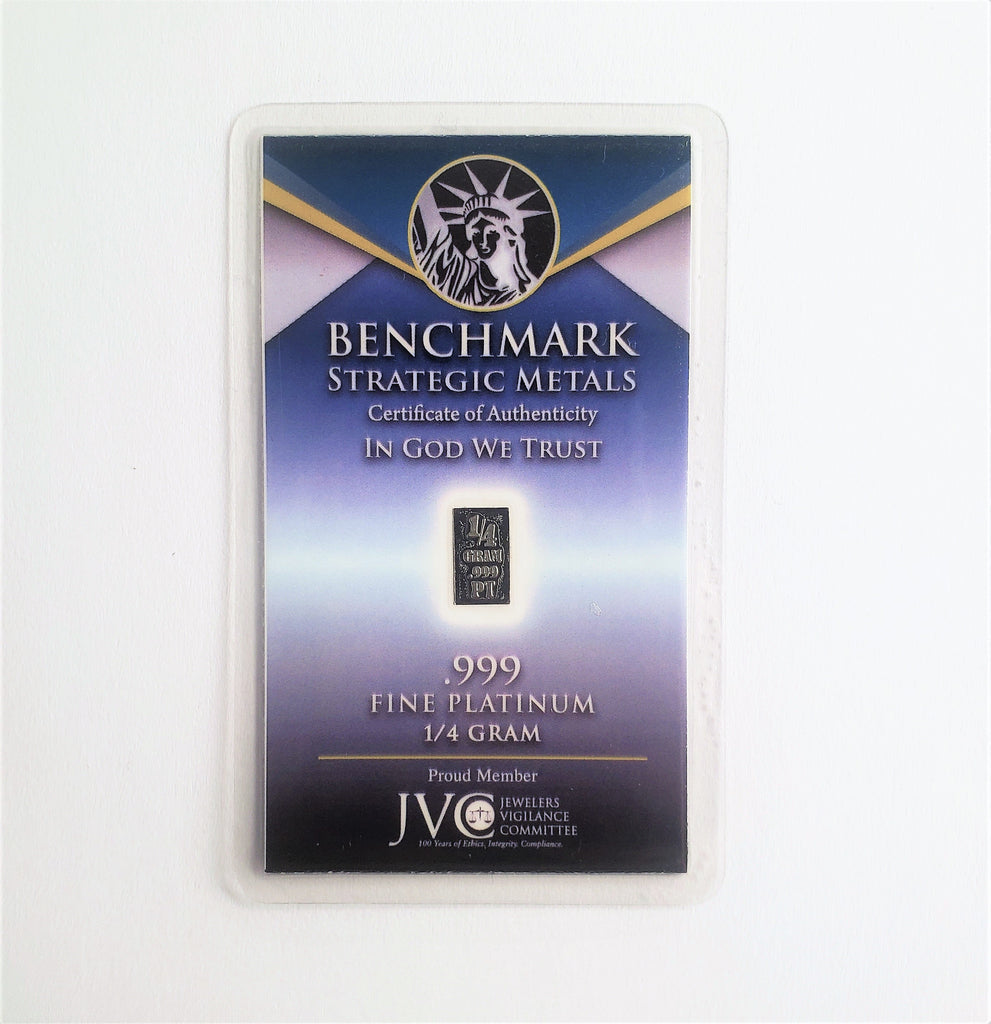 BENCHMARK
STRATEGIC METALS
Certificate of Authenticity
IN GOD WE TRUST
1/4
GRAM
.999
PT
.999
FINE PLATINUM
1/4 GRAM
Proud Member
JVC JEWELERS
VIGILANCE
COMMITTEE
100 Years of Ethics, Integrity, Compliance.